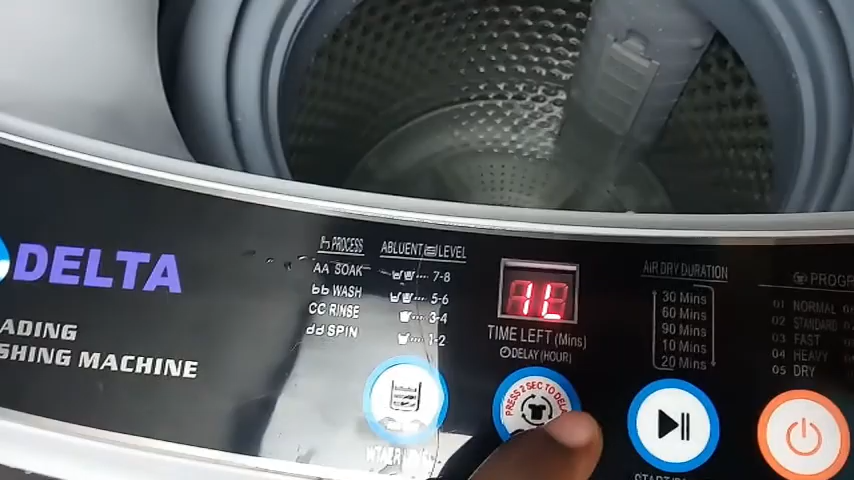 DELTA
ADING
SHING MACHINE
PROCESS
AA SOAK
bb WASH
CC RINSE
dd SPIN
ABLUENT LEVEL
7-8
5-6
3-4
1-2
1L
TIME LEFT [Mins]
DELAY [HOUR]
PRESS 2 SEC TO DELAY
AIR DRY DURATION
30 Mins
60 Mins
90 Mins
10 Mins
20 Mins
PROGR
01 NORMAL
02 STANDARD
03 FAST
04 HEAVY
05 DRY